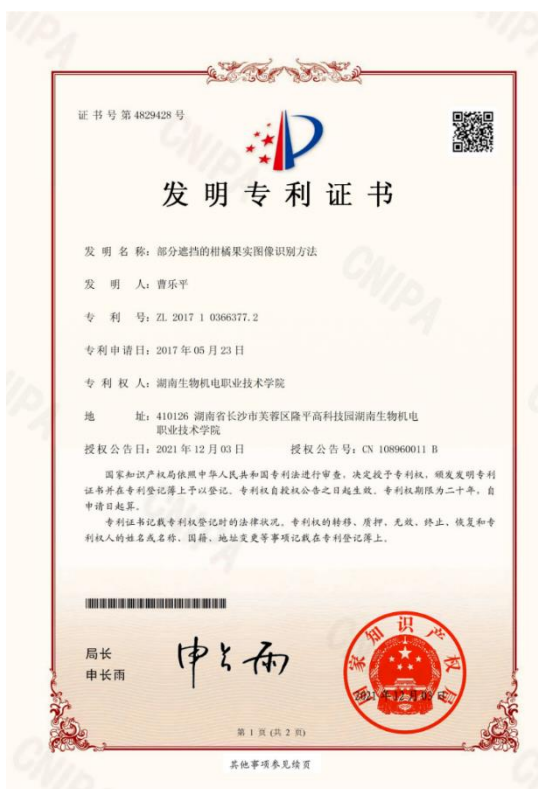 证书号第4829428号
发明专利证书
发明名称：部分遮挡的柑橘果实图像识别方法
发明人：曹乐平
专利号：ZL 2017 1 0366377.2
专利申请日：2017年05月23日
专利权人：湖南生物机电职业技术学院
地址：410126 湖南省长沙市芙蓉区隆平高科技园湖南生物机电
职业技术学院
授权公告日：2021年12月03日 授权公告号：CN 108960011 B
国家知识产权局依照中华人民共和国专利法进行审查，决定授予专利权，颁发发明专利
证书并在专利登记簿上予以登记。专利权自授权公告之日起生效。专利权期限为二十年，自
申请日起算。
专利证书记载专利权登记时的法律状况。专利权的转移、质押、无效、终止、恢复和专
利权人的姓名或名称、国籍、地址变更等事项记载在专利登记簿上。
局长
申长雨
申长雨
国家知识产权局
2021年12月03日
第 1 页 (共 2 页)
其他事项参见续页
CNIPA